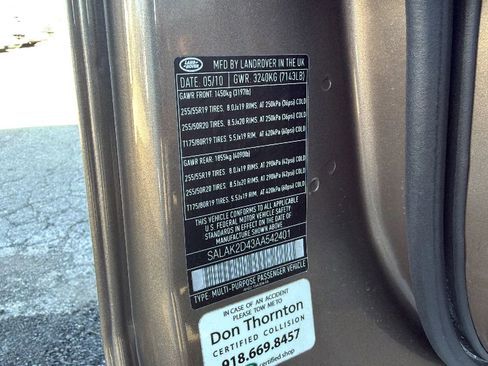 LAND ROVER
MFD BY LANDROVER IN THE UK
DATE. 05/10 GWR. 3240KG (7143LB)
GAWR FRONT. 1450kg (3197lb)
255/55R19 TIRES. 8.0Jx19 RIMS. AT 250kPa (36psi) COLD
255/50R20 TIRES. 8.5Jx20 RIMS. AT 250kPa (36psi) COLD
T175/80R19 TIRES. 5.5Jx19 RIM. AT 420kPa (60psi) COLD
GAWR REAR: 1855kg (4090lb)
255/55R19 TIRES. 8.0Jx19 RIMS. AT 290kPa (42psi) COLD
255/50R20 TIRES. 8.5Jx20 RIMS. AT 290kPa (42psi) COLD
T175/80R19 TIRES. 5.5Jx19 RIM. AT 420kPa (60psi) COLD
THIS VEHICLE CONFORMS TO ALL APPLICABLE
U.S FEDERAL MOTOR VEHICLE SAFETY
STANDARDS IN EFFECT ON THE DATE OF
MANUFACTURE SHOWN ABOVE.
SALAK2D43AA542401
TYPE: MULTI-PURPOSE PASSENGER VEHICLE
IN CASE OF AN ACCIDENT
PLEASE TOW ME TO
Don Thornton
CERTIFIED COLLISION
918.669.8457
certified shop